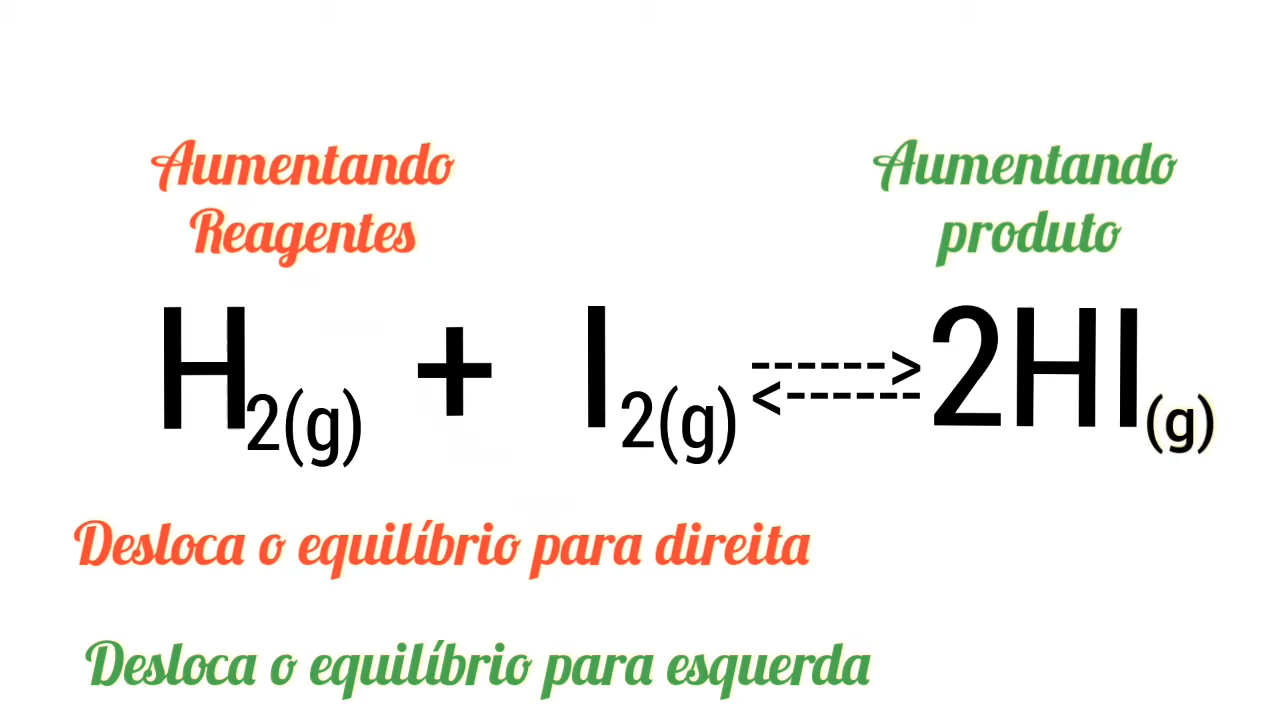 Aumentando
Reagentes
Aumentando
produto
H2(g) + I2(g) ------> <------ 2HI(g)
Desloca o equilíbrio para direita
Desloca o equilíbrio para esquerda